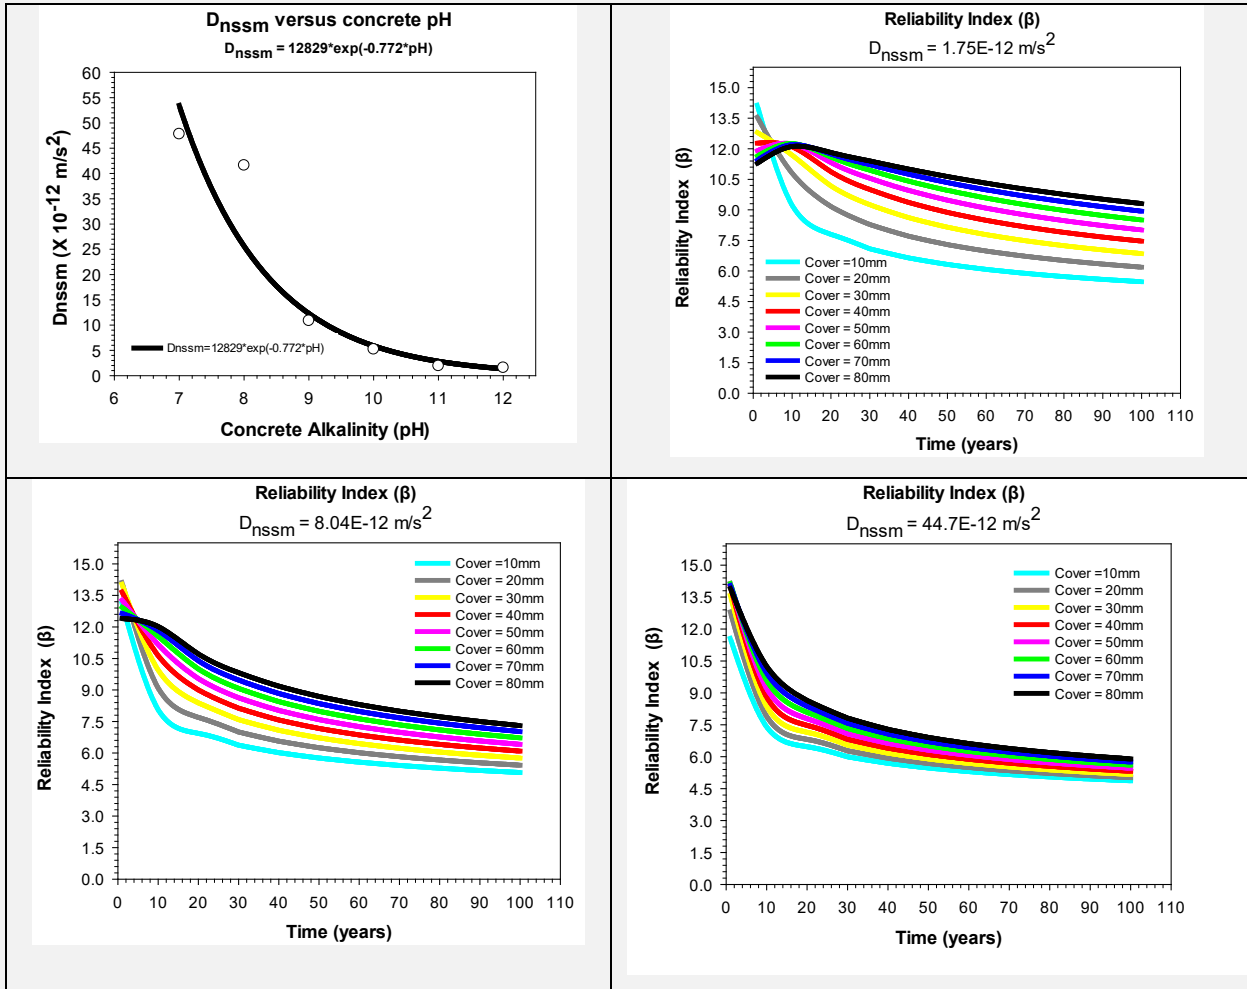 D_nssm versus concrete pH
D_nssm = 12829*exp(-0.772*pH)
60
55
50
45
40
35
30
25
20
15
10
5
0
Dnssm (X 10^-12 m/s^2)
Dnssm=12829*exp(-0.772*pH)
6 7 8 9 10 11 12
Concrete Alkalinity (pH)
Reliability Index (β)
D_nssm = 1.75E-12 m/s^2
15.0
13.5
12.0
10.5
9.0
7.5
6.0
4.5
3.0
1.5
0.0
Reliability Index (β)
Cover =10mm
Cover = 20mm
Cover = 30mm
Cover = 40mm
Cover = 50mm
Cover = 60mm
Cover = 70mm
Cover = 80mm
0 10 20 30 40 50 60 70 80 90 100 110
Time (years)
Reliability Index (β)
D_nssm = 8.04E-12 m/s^2
15.0
13.5
12.0
10.5
9.0
7.5
6.0
4.5
3.0
1.5
0.0
Reliability Index (β)
Cover =10mm
Cover = 20mm
Cover = 30mm
Cover = 40mm
Cover = 50mm
Cover = 60mm
Cover = 70mm
Cover = 80mm
0 10 20 30 40 50 60 70 80 90 100 110
Time (years)
Reliability Index (β)
D_nssm = 44.7E-12 m/s^2
15.0
13.5
12.0
10.5
9.0
7.5
6.0
4.5
3.0
1.5
0.0
Reliability Index (β)
Cover =10mm
Cover = 20mm
Cover = 30mm
Cover = 40mm
Cover = 50mm
Cover = 60mm
Cover = 70mm
Cover = 80mm
0 10 20 30 40 50 60 70 80 90 100 110
Time (years)